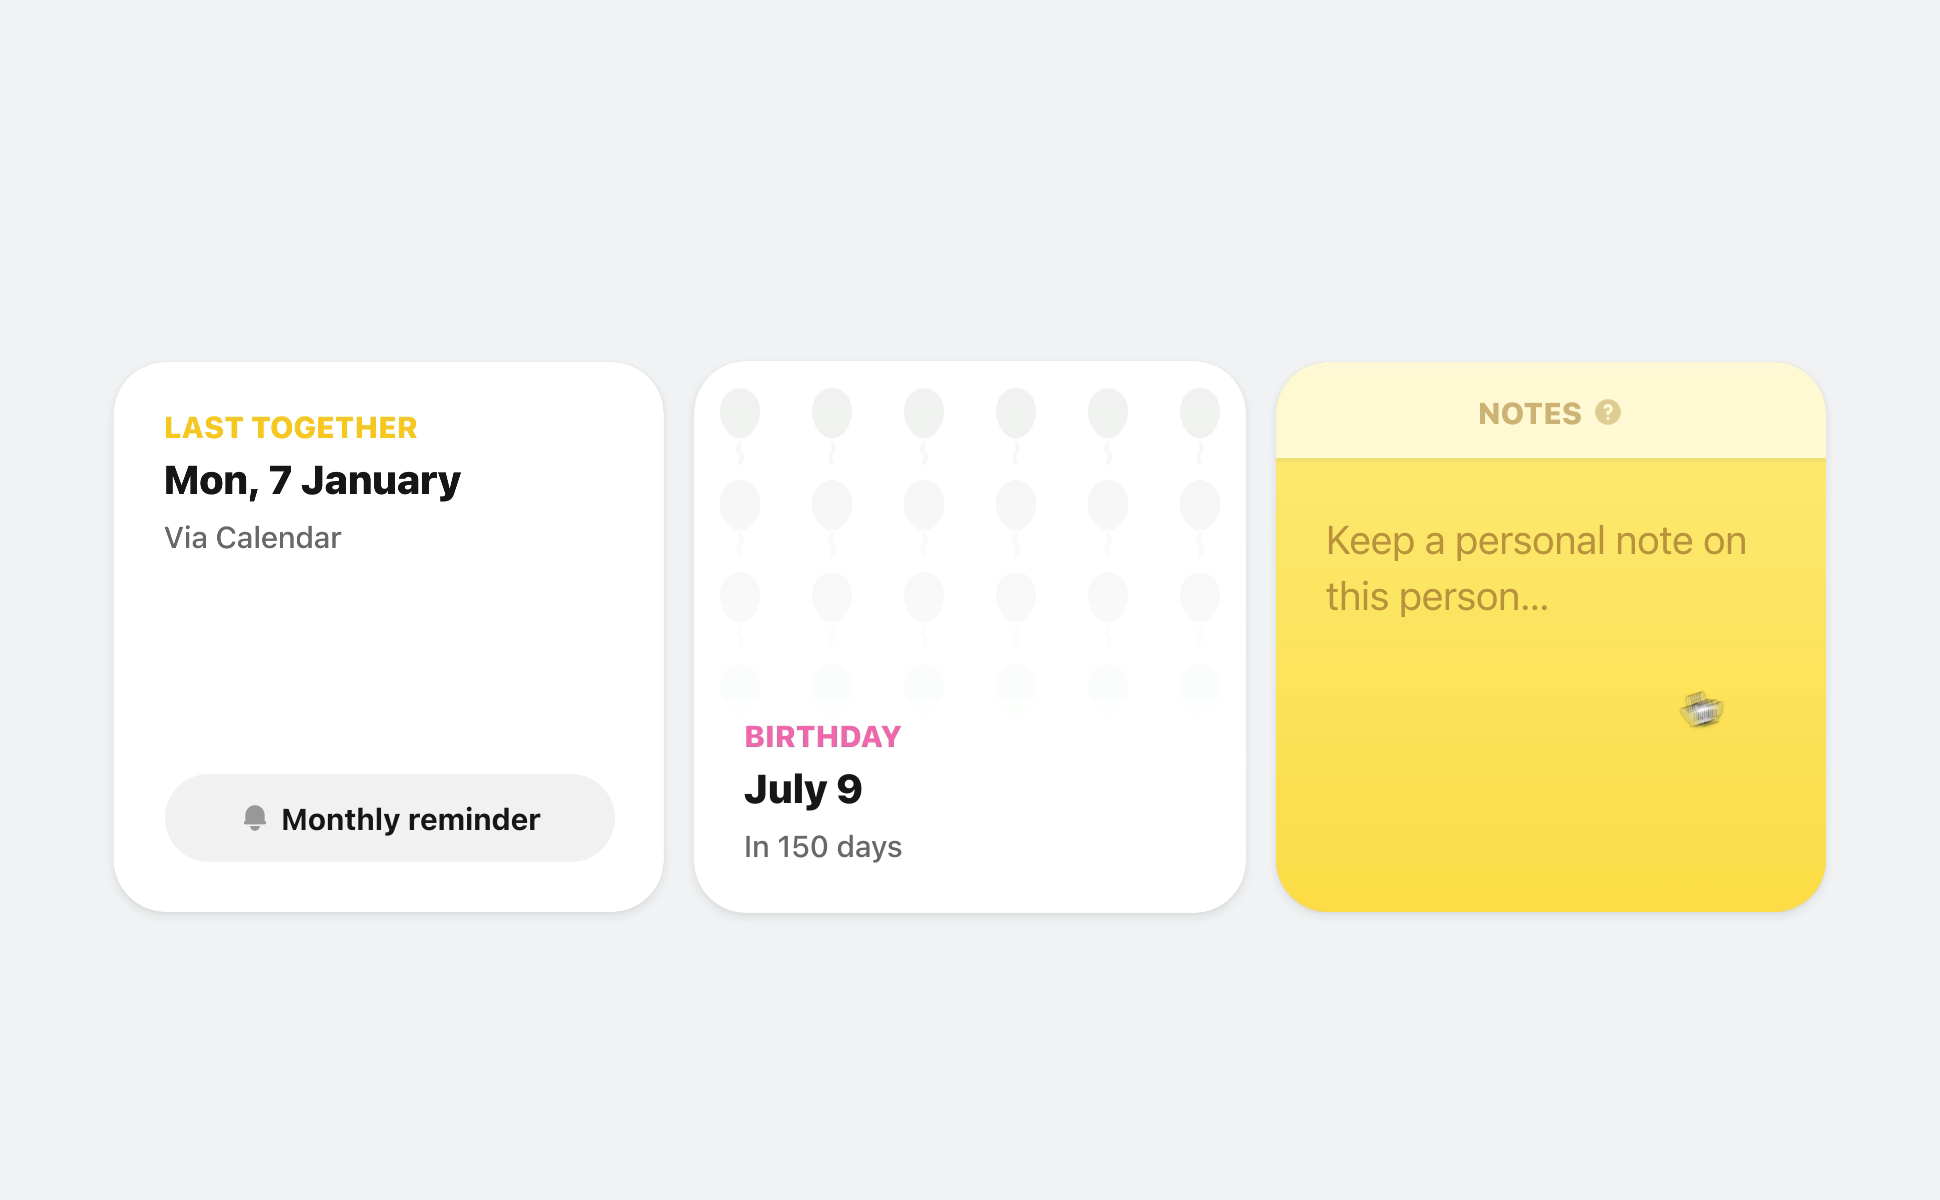 LAST TOGETHER
Mon, 7 January
Via Calendar
Monthly reminder
BIRTHDAY
July 9
In 150 days
NOTES ?
Keep a personal note on
this person...